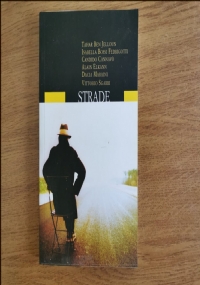 TAHAR BEN JELLOUN
ISABELLA BOSSI FEDRIGOTTI
CANDIDO CANNAVÒ
ALAIN ELKANN
DACIA MARAINI
VITTORIO SGARBI
STRADE